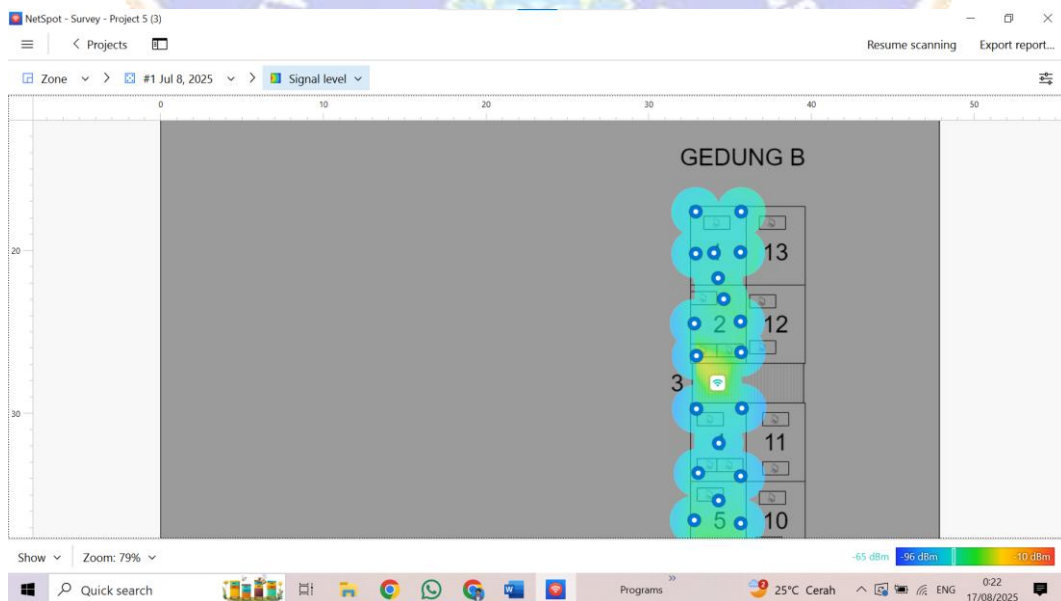 NetSpot - Survey - Project 5 (3)
Projects
Resume scanning
Export report...
Zone
#1 Jul 8, 2025
Signal level
0 10 20 30 40 50
GEDUNG B
20
13
2 12
3
30
11
5 10
Show
Zoom: 79%
-65 dBm
-96 dBm
-10 dBm
Quick search
Programs
2
25°C Cerah
ENG
0:22
17/08/2025